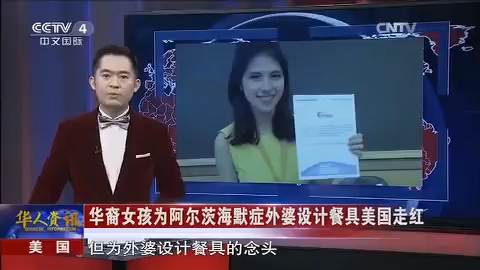 CCTV 4
中文国际
CNTV
华人资讯
CHINESE INFORMATION
华裔女孩为阿尔茨海默症外婆设计餐具美国走红
美 国
但为外婆设计餐具的念头